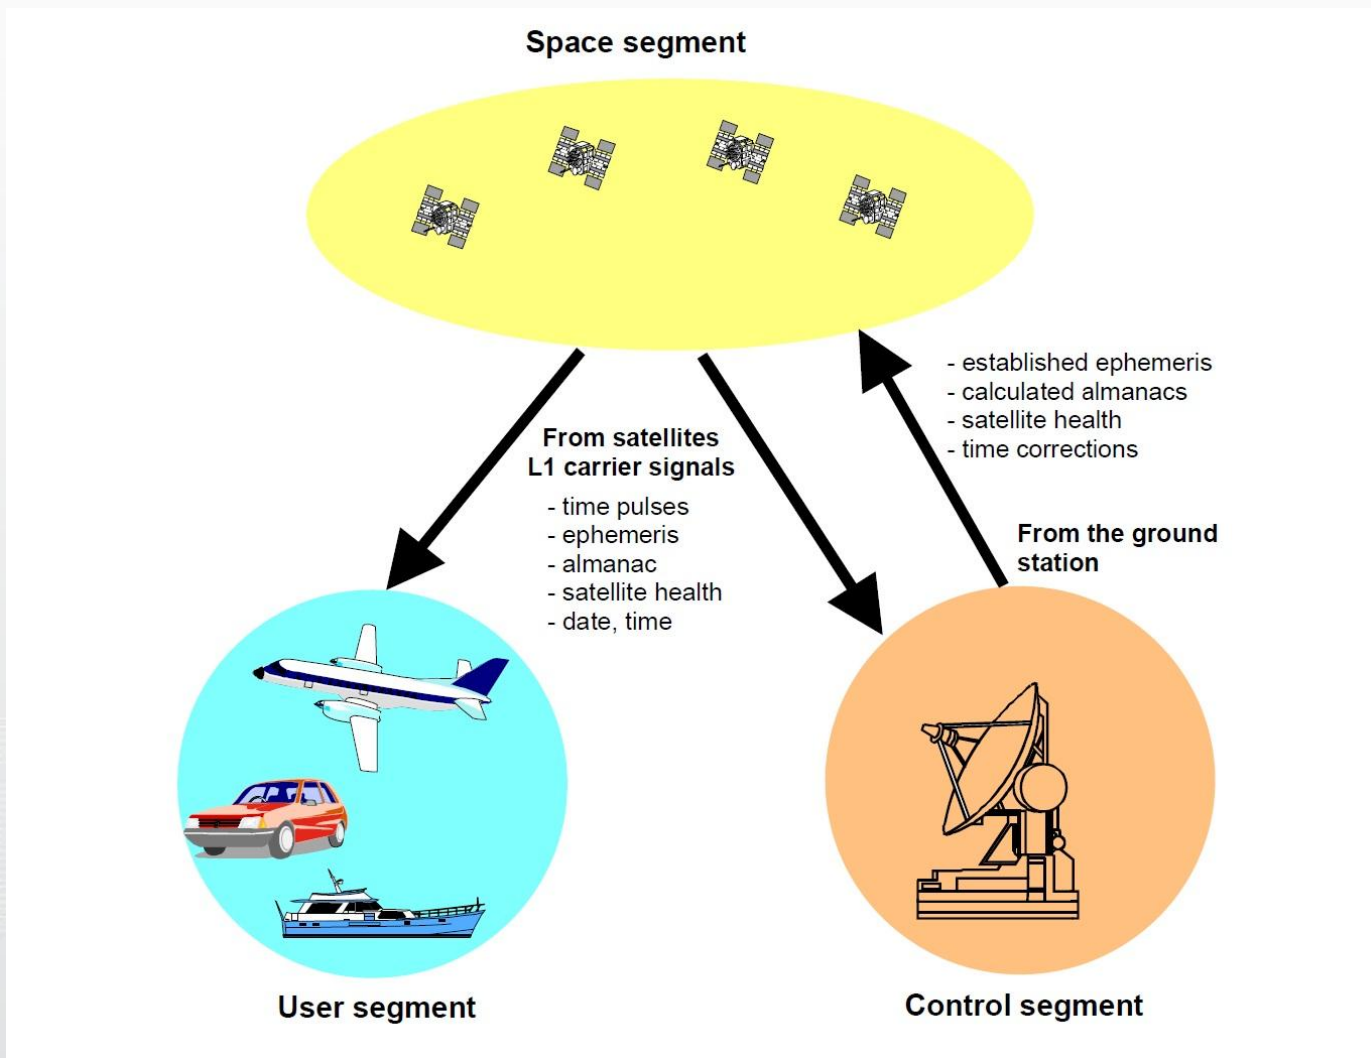 Space segment
- established ephemeris
- calculated almanacs
- satellite health
- time corrections
From satellites
L1 carrier signals
- time pulses
- ephemeris
- almanac
- satellite health
- date, time
From the ground
station
User segment
Control segment